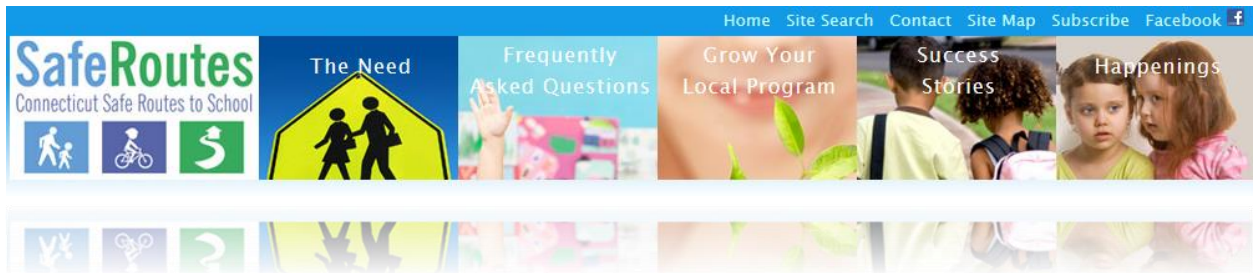 Home Site Search Contact Site Map Subscribe Facebook f
SafeRoutes
Connecticut Safe Routes to School
The Need
Frequently
Asked Questions
Grow Your
Local Program
Success
Stories
Happenings